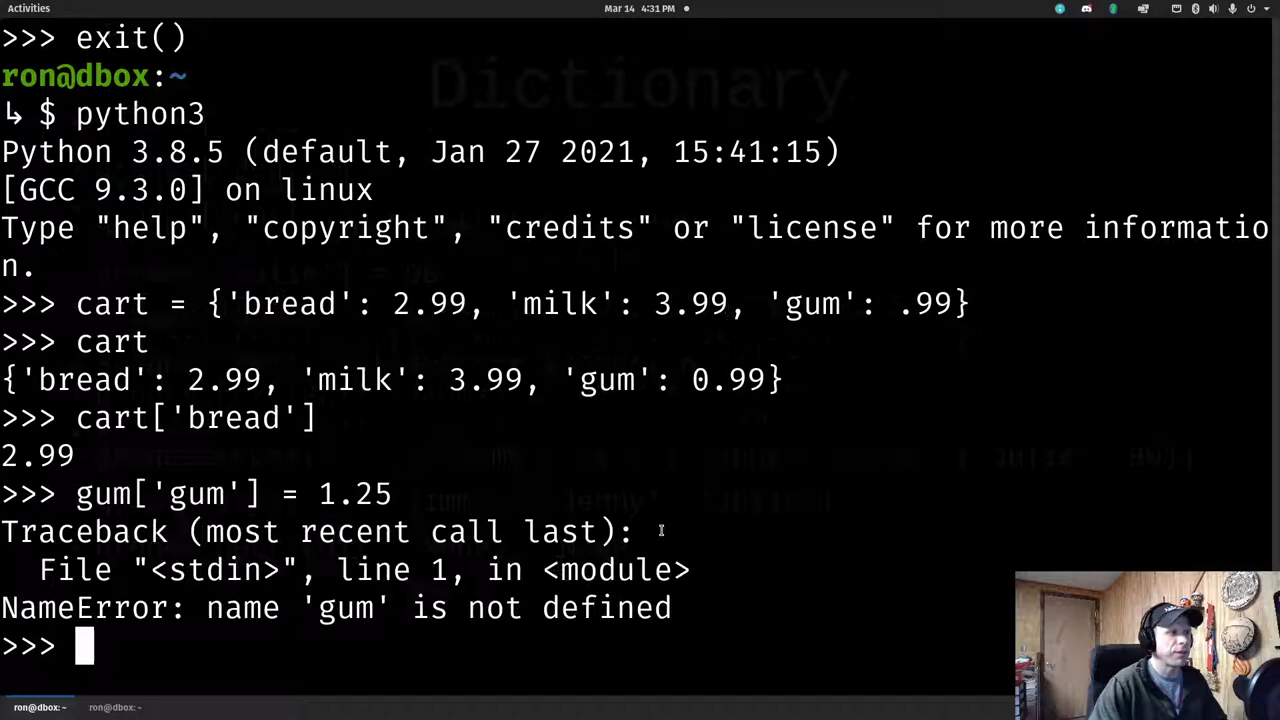 Activities
Mar 14 4:31 PM
>>> exit()
ron@dbox:~
↳ $ python3
Python 3.8.5 (default, Jan 27 2021, 15:41:15)
[GCC 9.3.0] on linux
Type "help", "copyright", "credits" or "license" for more informatio
n.
>>> cart = {'bread': 2.99, 'milk': 3.99, 'gum': .99}
>>> cart
{'bread': 2.99, 'milk': 3.99, 'gum': 0.99}
>>> cart['bread']
2.99
>>> gum['gum'] = 1.25
Traceback (most recent call last):
  File "<stdin>", line 1, in <module>
NameError: name 'gum' is not defined
>>>
Dictionary
ron@dbox: ~
ron@dbox: ~